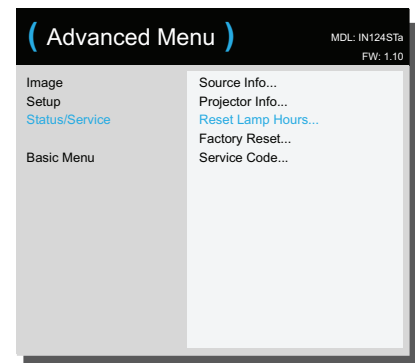 ( Advanced Menu )
MDL: IN124STa
FW: 1.10
Image
Setup
Status/Service
Basic Menu
Source Info...
Projector Info...
Reset Lamp Hours...
Factory Reset...
Service Code...